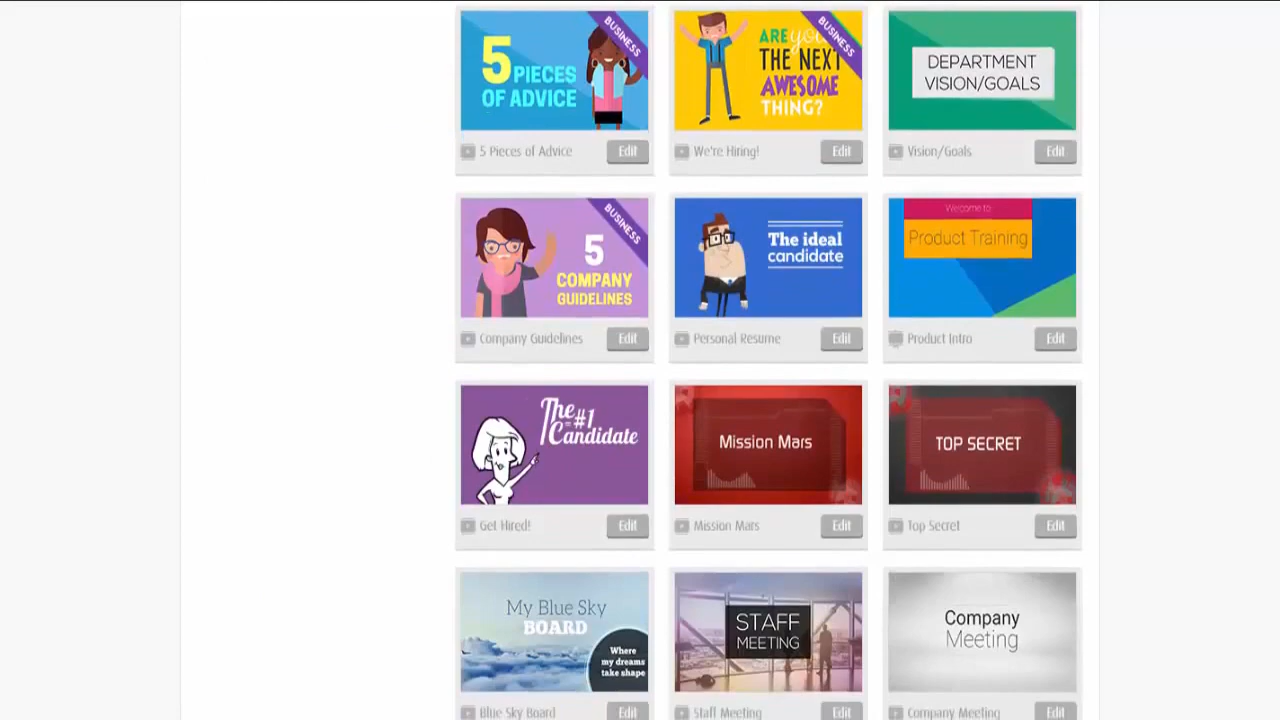 5 PIECES
OF ADVICE
BUSINESS
5 Pieces of Advice
Edit
ARE you
THE NEXT
AWESOME
THING?
BUSINESS
We're Hiring!
Edit
DEPARTMENT
VISION/GOALS
Vision/Goals
Edit
5
COMPANY
GUIDELINES
BUSINESS
Company Guidelines
Edit
The ideal
candidate
Personal Resume
Edit
Welcome to
Product Training
Product Intro
Edit
The #1
Candidate
Get Hired!
Edit
Mission Mars
Mission Mars
Edit
TOP SECRET
Top Secret
Edit
My Blue Sky
BOARD
Where
my dreams
take shape
Blue Sky Board
Edit
STAFF
MEETING
Staff Meeting
Edit
Company
Meeting
Company Meeting
Edit